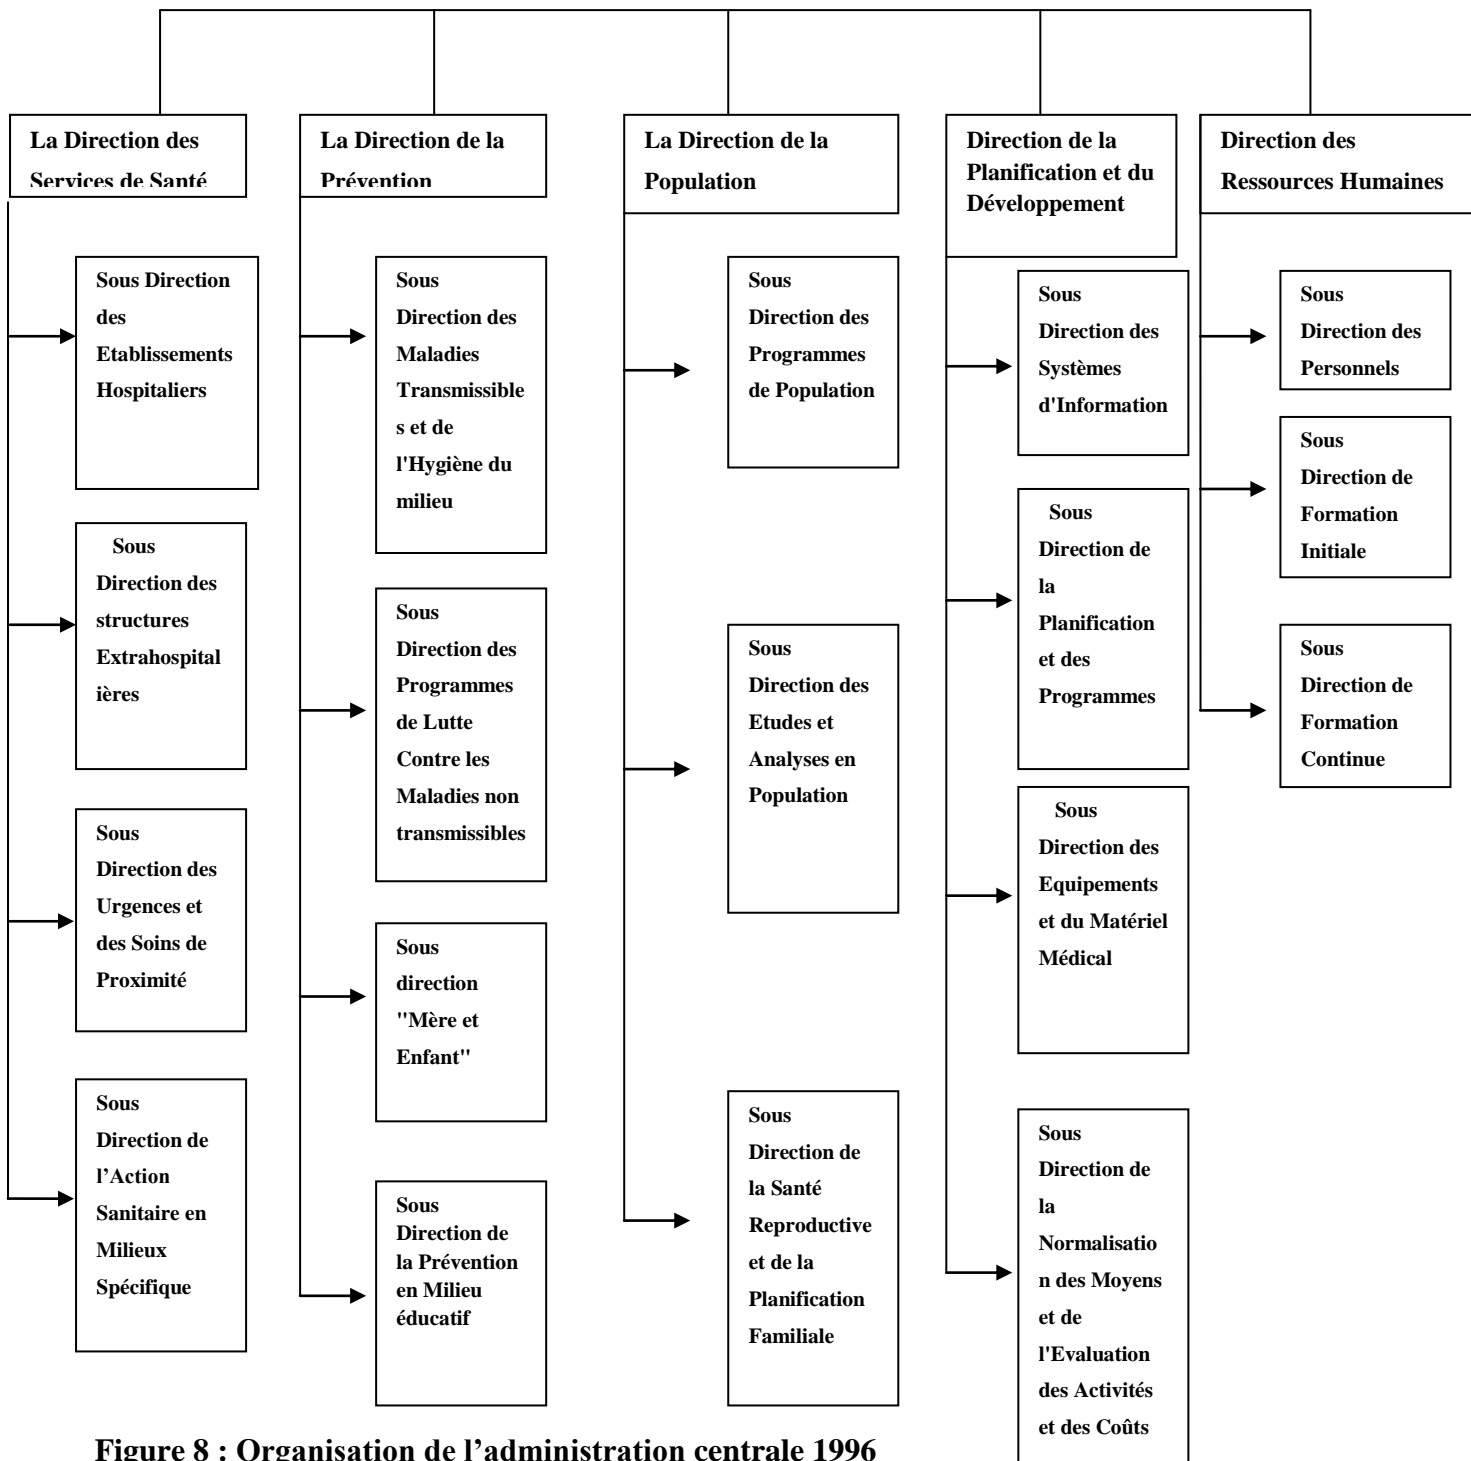 La Direction des
Services de Santé
Sous Direction
des
Etablissements
Hospitaliers
Sous
Direction des
structures
Extrahospital
ières
Sous
Direction des
Urgences et
des Soins de
Proximité
Sous
Direction de
l’Action
Sanitaire en
Milieux
Spécifique
La Direction de la
Prévention
Sous
Direction des
Maladies
Transmissible
s et de
l'Hygiène du
milieu
Sous
Direction des
Programmes
de Lutte
Contre les
Maladies non
transmissibles
Sous
direction
"Mère et
Enfant"
Sous
Direction de
la Prévention
en Milieu
éducatif
La Direction de la
Population
Sous
Direction des
Programmes
de Population
Sous
Direction des
Etudes et
Analyses en
Population
Sous
Direction de
la Santé
Reproductive
et de la
Planification
Familiale
Direction de la
Planification et du
Développement
Sous
Direction des
Systèmes
d'Information
Sous
Direction de
la
Planification
et des
Programmes
Sous
Direction des
Equipements
et du Matériel
Médical
Sous
Direction de
la
Normalisatio
n des Moyens
et de
l'Evaluation
des Activités
et des Coûts
Direction des
Ressources Humaines
Sous
Direction des
Personnels
Sous
Direction de
Formation
Initiale
Sous
Direction de
Formation
Continue
Figure 8 : Organisation de l’administration centrale 1996